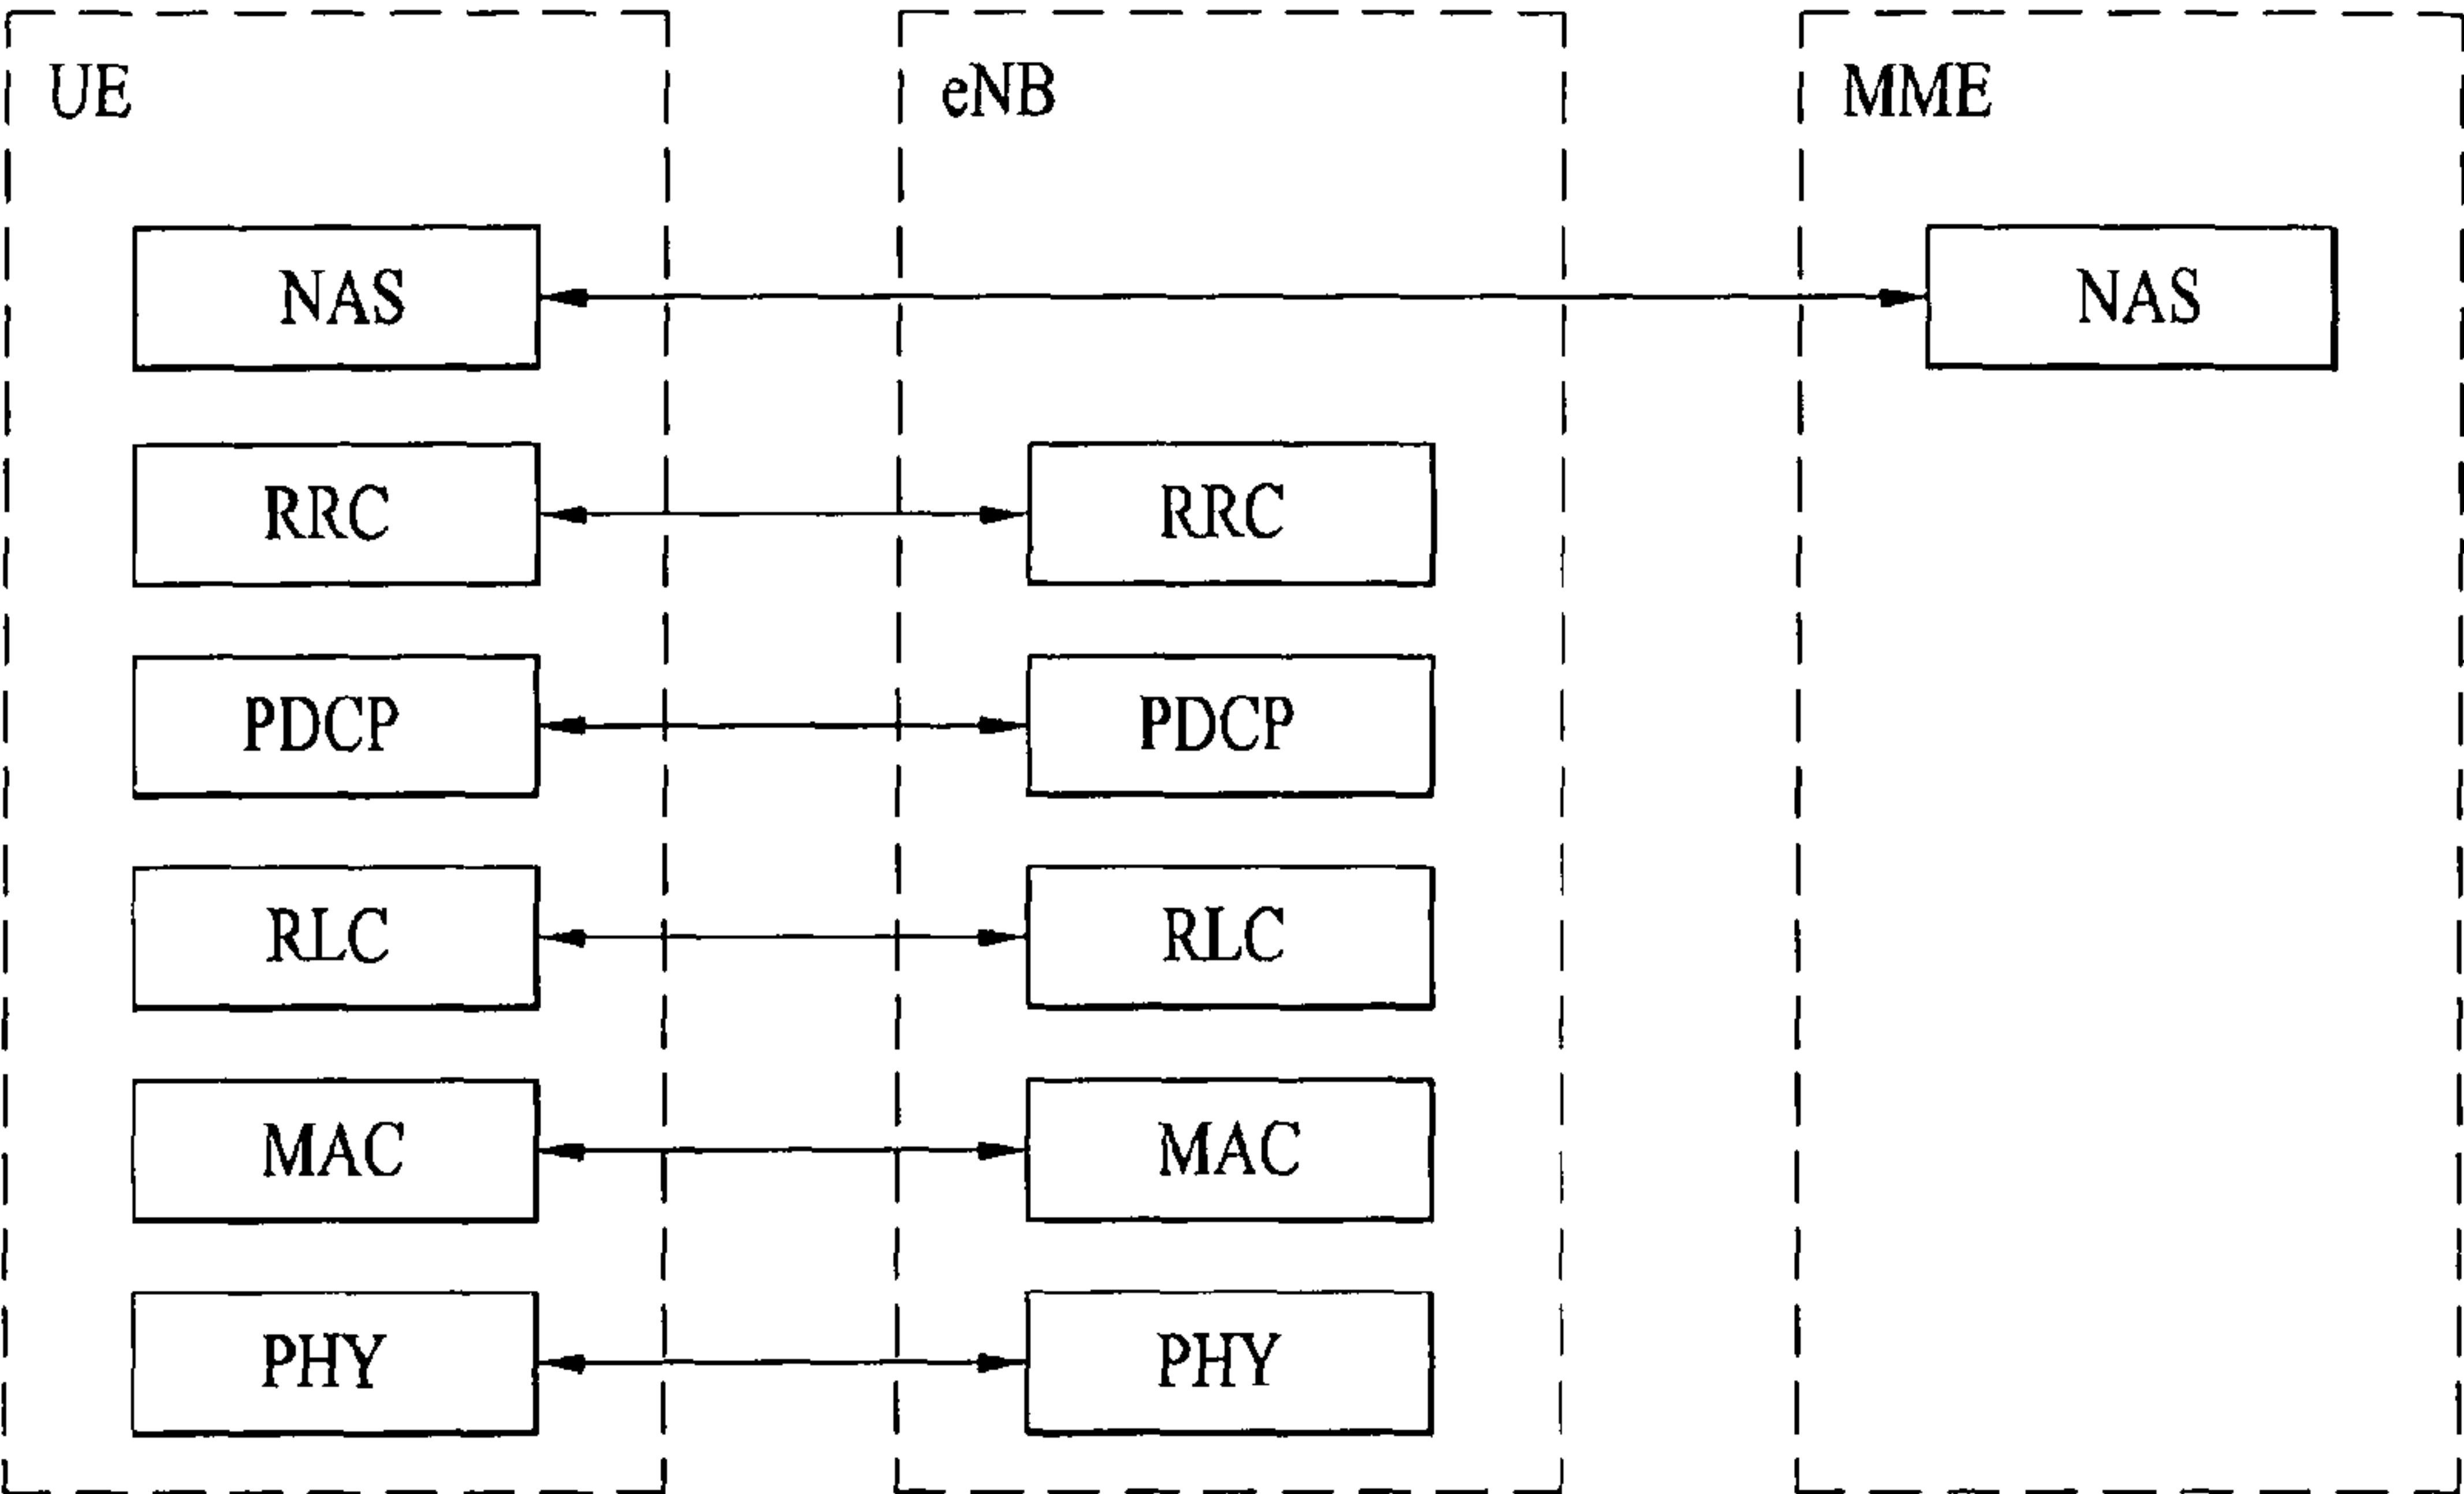 UE eNB MME
NAS NAS
RRC RRC
PDCP PDCP
RLC RLC
MAC MAC
PHY PHY